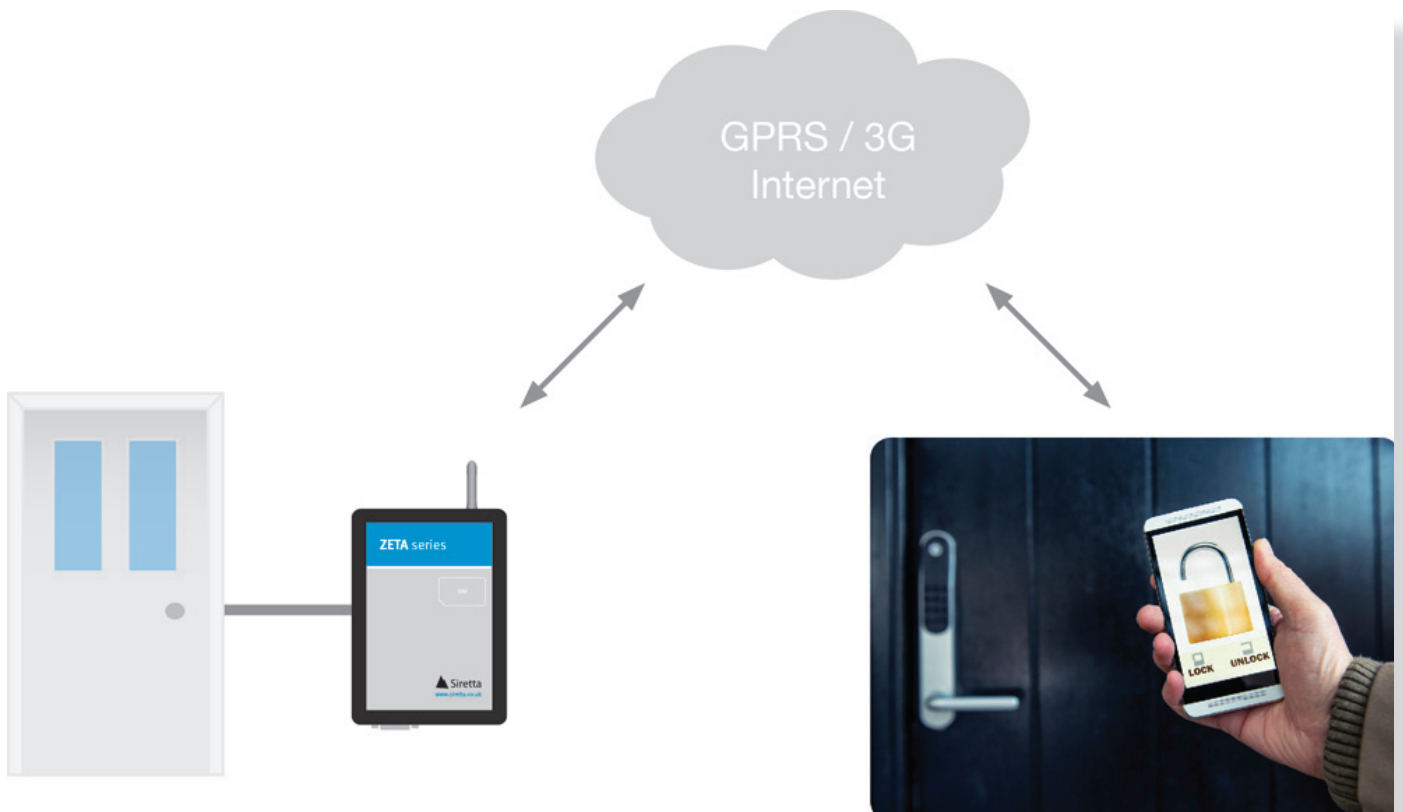 GPRS / 3G
Internet
ZETA series
Siretta
www.siretta.co.uk
LOCK
UNLOCK